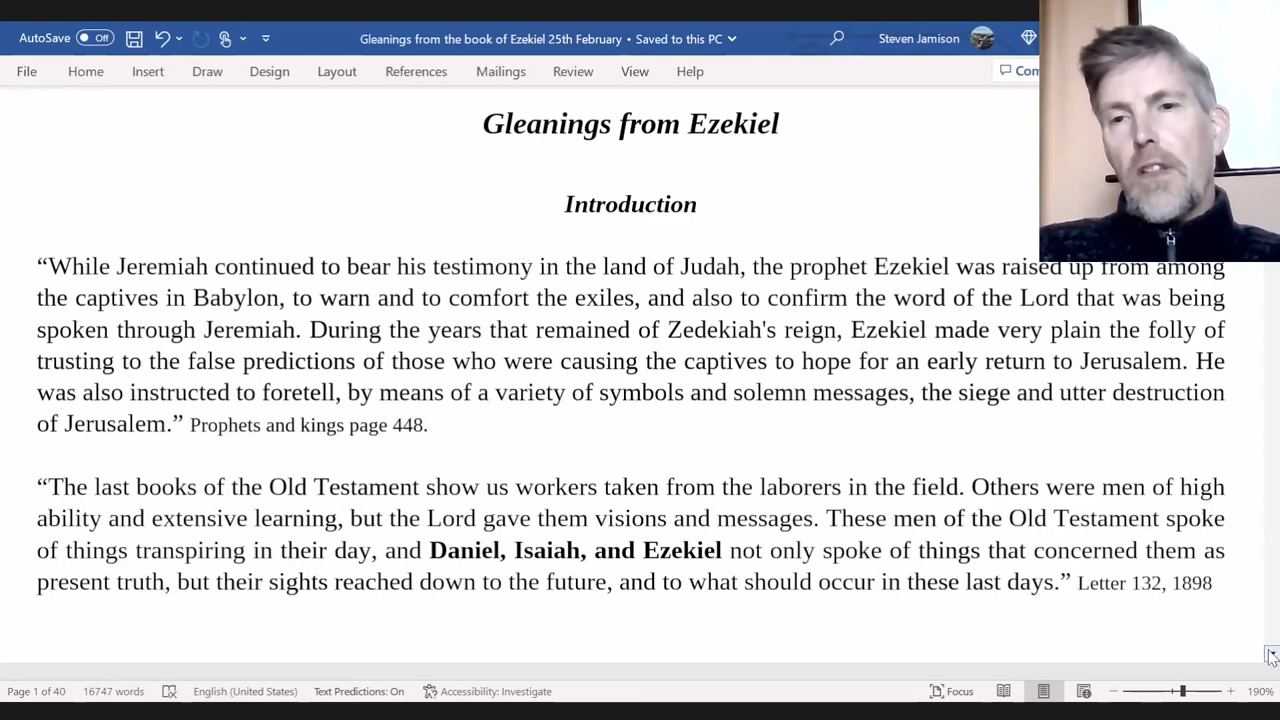 AutoSave Off Gleanings from the book of Ezekiel 25th February • Saved to this PC Steven Jamison
File Home Insert Draw Design Layout References Mailings Review View Help
Gleanings from Ezekiel
Introduction
“While Jeremiah continued to bear his testimony in the land of Judah, the prophet Ezekiel was raised up from among
the captives in Babylon, to warn and to comfort the exiles, and also to confirm the word of the Lord that was being
spoken through Jeremiah. During the years that remained of Zedekiah's reign, Ezekiel made very plain the folly of
trusting to the false predictions of those who were causing the captives to hope for an early return to Jerusalem. He
was also instructed to foretell, by means of a variety of symbols and solemn messages, the siege and utter destruction
of Jerusalem.” Prophets and kings page 448.
“The last books of the Old Testament show us workers taken from the laborers in the field. Others were men of high
ability and extensive learning, but the Lord gave them visions and messages. These men of the Old Testament spoke
of things transpiring in their day, and Daniel, Isaiah, and Ezekiel not only spoke of things that concerned them as
present truth, but their sights reached down to the future, and to what should occur in these last days.” Letter 132, 1898
Page 1 of 40 16747 words English (United States) Text Predictions: On Accessibility: Investigate Focus 190%